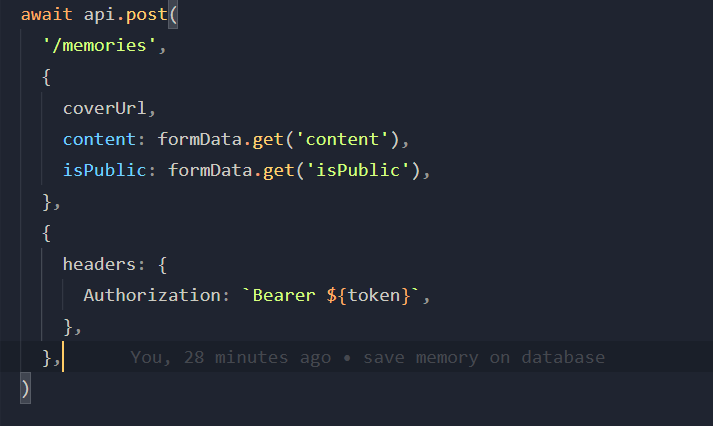 await api.post(
'/memories',
{
coverUrl,
content: formData.get('content'),
isPublic: formData.get('isPublic'),
},
{
headers: {
Authorization: `Bearer ${token}`,
},
}, You, 28 minutes ago • save memory on database
)